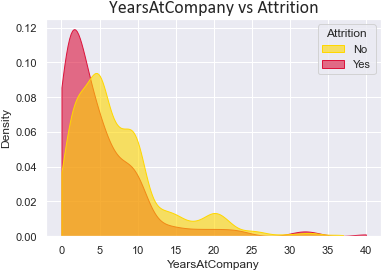 YearsAtCompany vs Attrition
Attrition
No
Yes
0.12
0.10
0.08
0.06
0.04
0.02
0.00
Density
0 5 10 15 20 25 30 35 40
YearsAtCompany